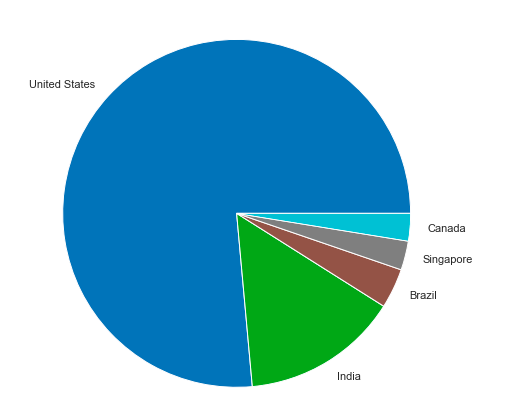 United States
Canada
Singapore
Brazil
India